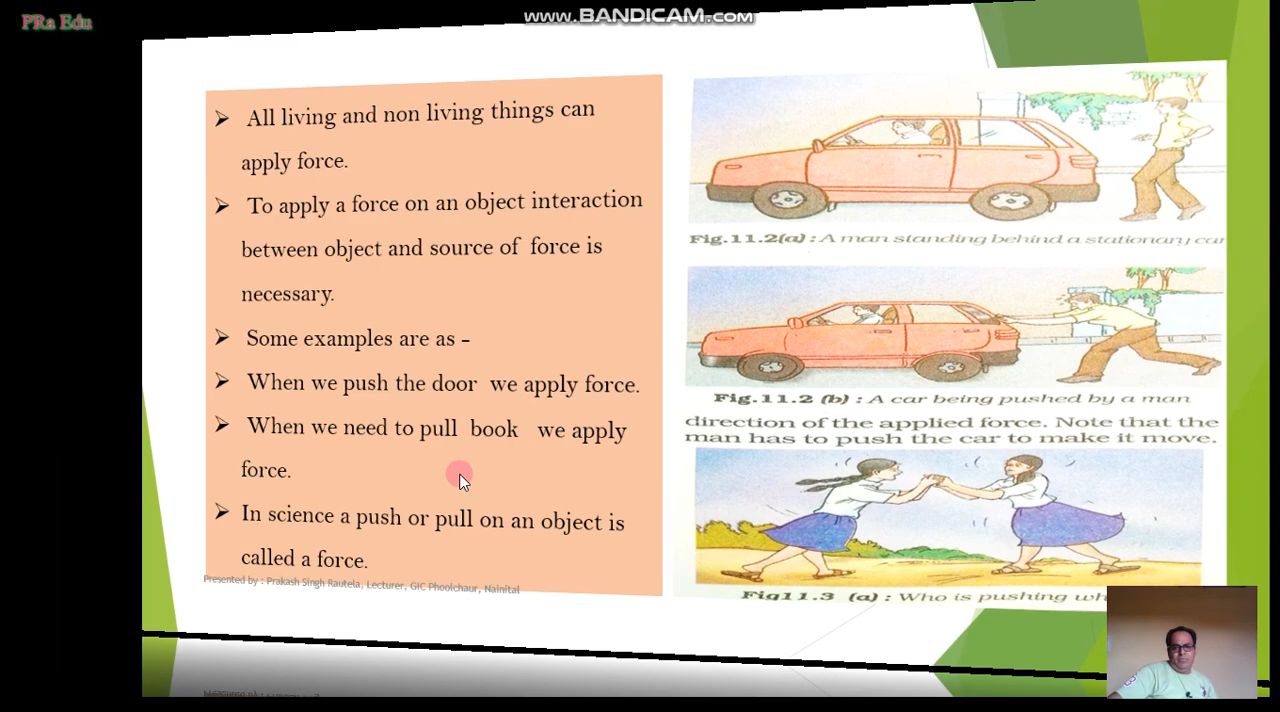 PRa Edu
www.BANDICAM.com
➢ All living and non living things can
apply force.
➢ To apply a force on an object interaction
between object and source of force is
necessary.
➢ Some examples are as -
➢ When we push the door we apply force.
➢ When we need to pull book we apply
force.
➢ In science a push or pull on an object is
called a force.
Presented by : Prakash Singh Rautela, Lecturer, GIC Phoolchaur, Nainital
Fig.11.2(a) : A man standing behind a stationary car
Fig.11.2 (b) : A car being pushed by a man
direction of the applied force. Note that the
man has to push the car to make it move.
Fig11.3 (a) : Who is pushing